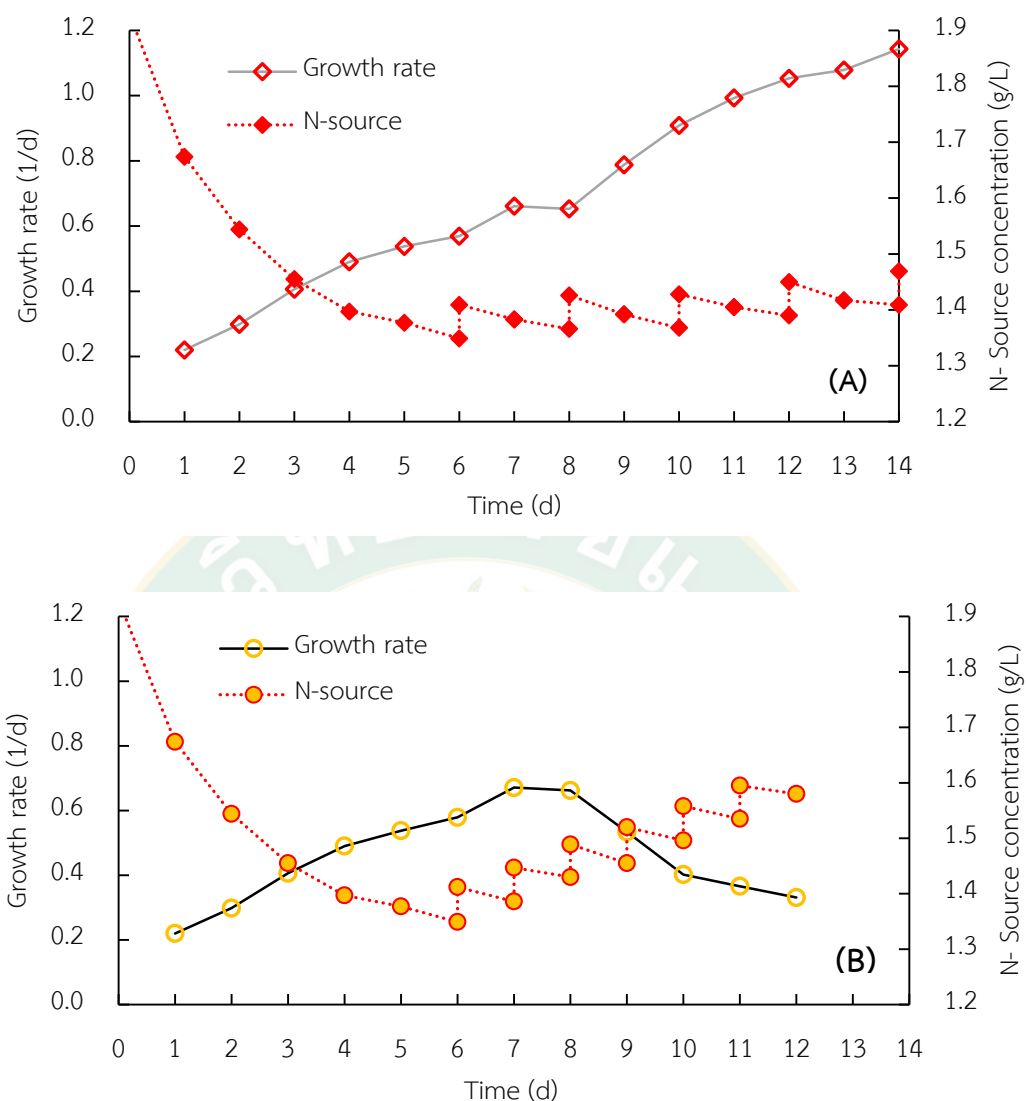 1.2
1.0
0.8
0.6
0.4
0.2
0.0
Growth rate (1/d)
Growth rate
N-source
1.9
1.8
1.7
1.6
1.5
1.4
1.3
1.2
N- Source concentration (g/L)
(A)
0 1 2 3 4 5 6 7 8 9 10 11 12 13 14
Time (d)
1.2
1.0
0.8
0.6
0.4
0.2
0.0
Growth rate (1/d)
Growth rate
N-source
1.9
1.8
1.7
1.6
1.5
1.4
1.3
1.2
N- Source concentration (g/L)
(B)
0 1 2 3 4 5 6 7 8 9 10 11 12 13 14
Time (d)